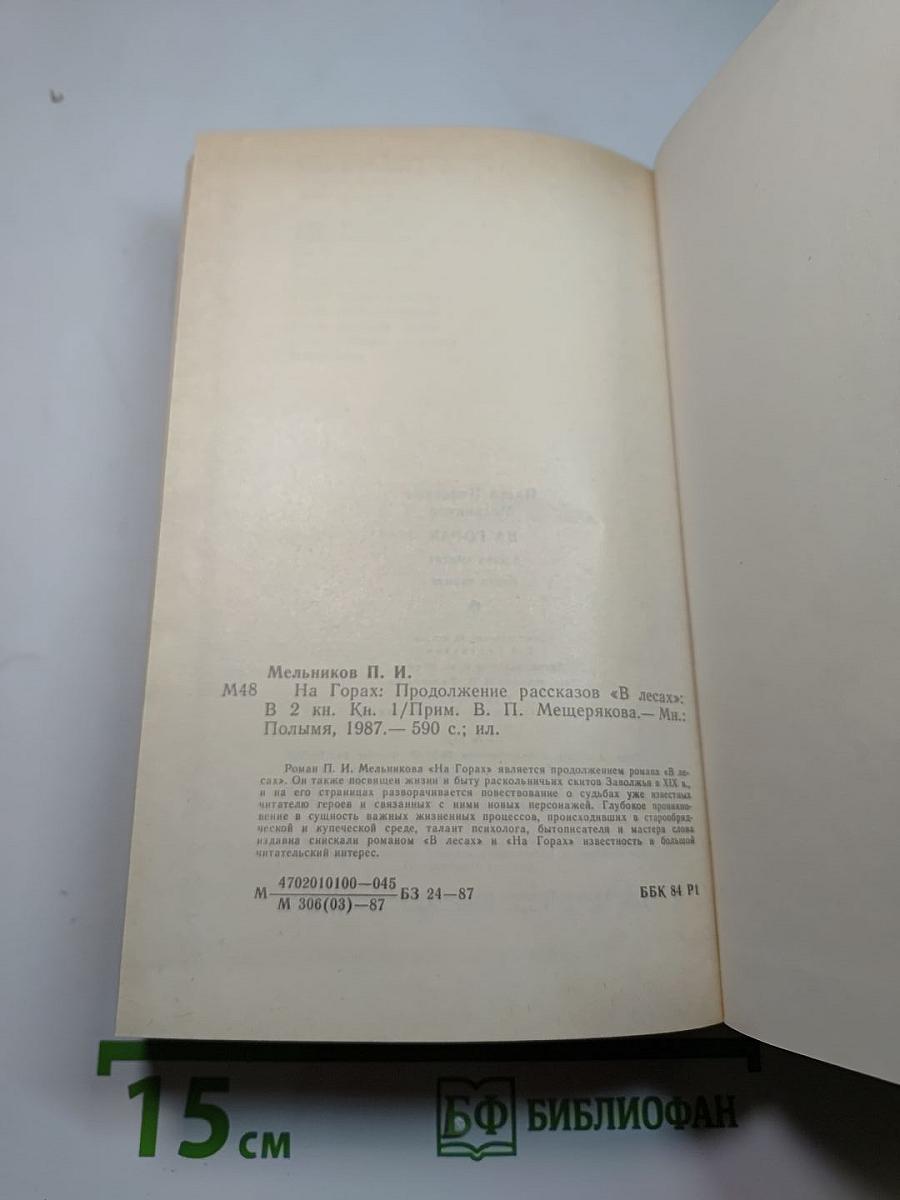 Мельников П. И.
М48 На Горах: Продолжение рассказов «В лесах»:
В 2 кн. Кн. 1/Прим. В. П. Мещерякова.— Мн.:
Полымя, 1987.— 590 с.; ил.
Роман П. И. Мельникова «На Горах» является продолжением романа «В ле-
сах». Он также посвящен жизни и быту раскольничьих скитов Заволжья в XIX в.,
и на его страницах разворачивается повествование о судьбах уже известных
читателю героев и связанных с ними новых персонажей. Глубокое проникно-
вение в сущность важных жизненных процессов, происходивших в старообряд-
ческой и купеческой среде, талант психолога, бытописателя и мастера слова
издавна снискали романом «В лесах» и «На Горах» известность и большой
читательский интерес.
4702010100—045
М БЗ 24—87 ББК 84 Р1
М 306(03)—87
15 см БФ БИБЛИОФАН